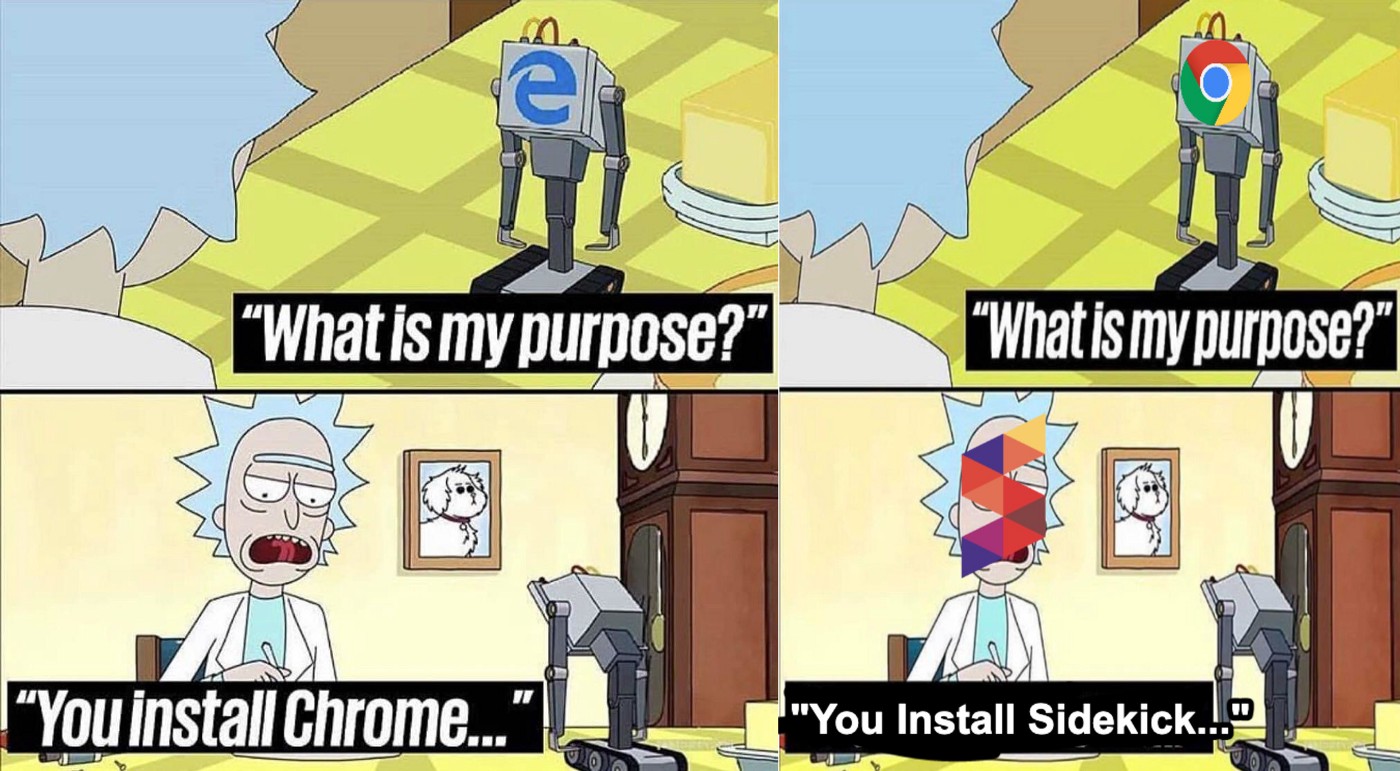 “What is my purpose?”
“You install Chrome...”
“What is my purpose?”
"You Install Sidekick..."